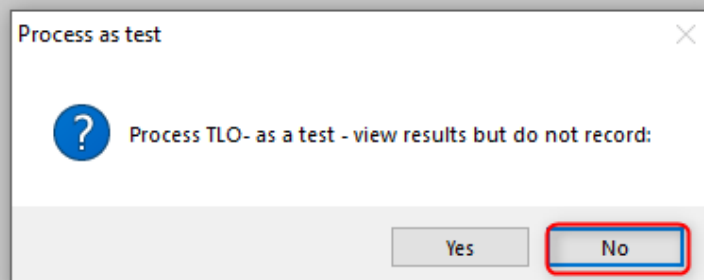 Process as test
Process TLO- as a test - view results but do not record:
Yes
No